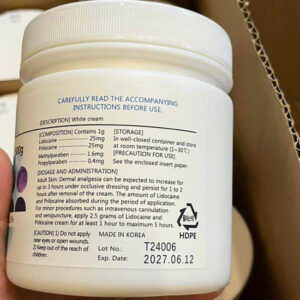 CAREFULLY READ THE ACCOMPANYING
INSTRUCTIONS BEFORE USE.
[DESCRIPTION] White cream
[COMPOSITION] Contains 1g
Lidocaine 25mg
Prilocaine 25mg
Methylparaben 1.6mg
Propylparaben 0.4mg
[STORAGE]
In well-closed container and store
at room temperature (1~30℃)
[PRECAUTION FOR USE]
See the enclosed insert paper.
[DOSAGE AND ADMINISTRATION]
Adult Skin: Dermal analgesia can be expected to increase for
up to 3 hours under occlusive dressing and persist for 1 to 3
hours after removal of the cream. The amount of Lidocaine
and Prilocaine absorbed during the period of application.
For minor procedures such as intravenous cannulation
and venipuncture, apply 2.5 grams of Lidocaine and
Prilocaine cream for at least 1 hour to maximum 5 hours.
[CAUTION]
1. Do not apply
near eyes or open wounds.
2. Keep out of the reach of
children.
MADE IN KOREA
Lot No.: T24006
Exp. Date: 2027.06.12
HDPE